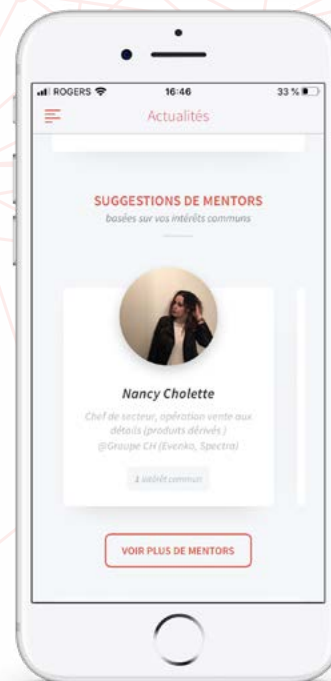 ROGERS 16:46 33 %
Actualités
SUGGESTIONS DE MENTORS
basées sur vos intérêts communs
Nancy Cholette
Chef de secteur, opération vente aux
détails (produits dérivés )
@Groupe CH (Evenko, Spectra)
1 intérêt commun
VOIR PLUS DE MENTORS